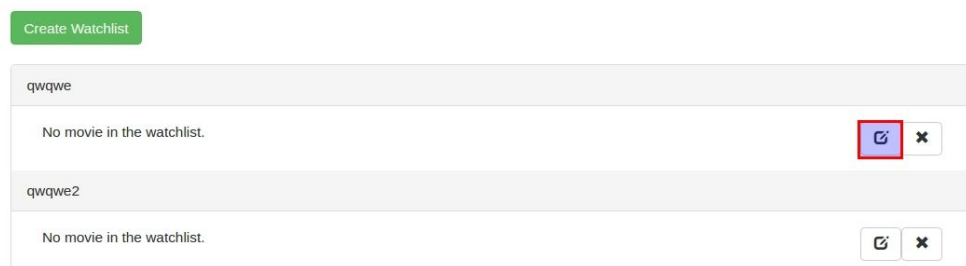 Create Watchlist
qwqwe
No movie in the watchlist.
qwqwe2
No movie in the watchlist.